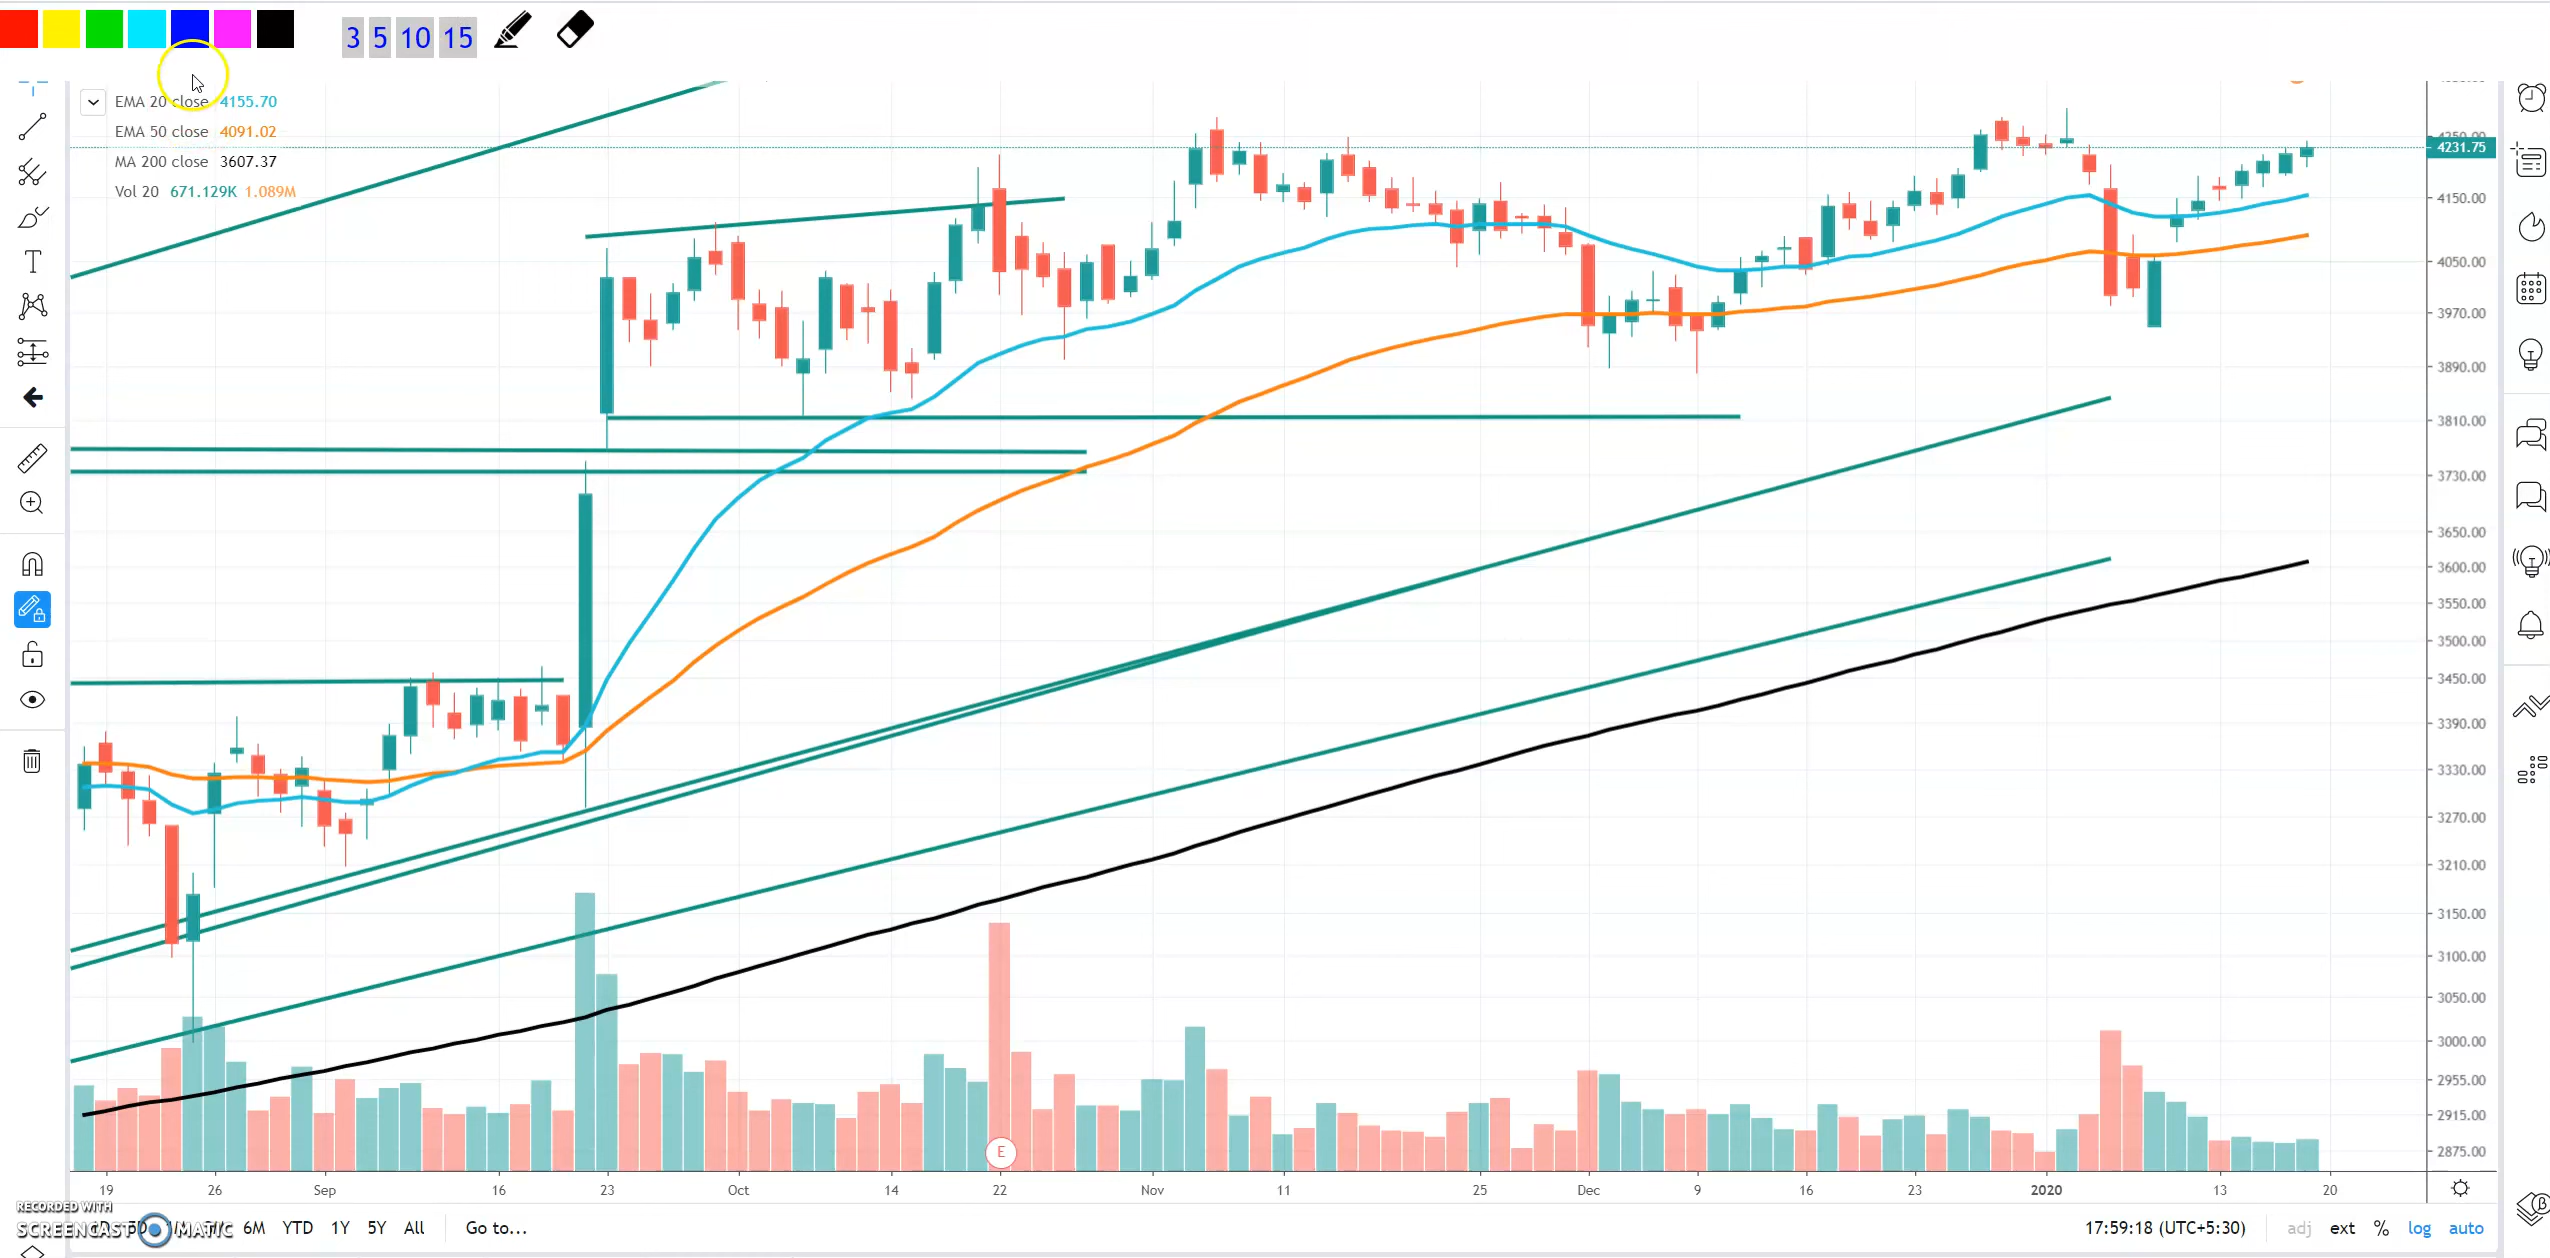 3 5 10 15
EMA 20 close 4155.70
EMA 50 close 4091.02
MA 200 close 3607.37
Vol 20 671.129K 1.089M
4250.00
4231.75
4150.00
4050.00
3970.00
3890.00
3810.00
3730.00
3650.00
3600.00
3550.00
3500.00
3450.00
3390.00
3330.00
3270.00
3210.00
3150.00
3100.00
3050.00
3000.00
2955.00
2915.00
2875.00
E
19 26 Sep 16 23 Oct 14 22 Nov 11 25 Dec 9 16 23 2020 13 20
RECORDED WITH
SCREENCAST MATIC
5D 6M YTD 1Y 5Y All Go to... 17:59:18 (UTC+5:30) adj ext % log auto